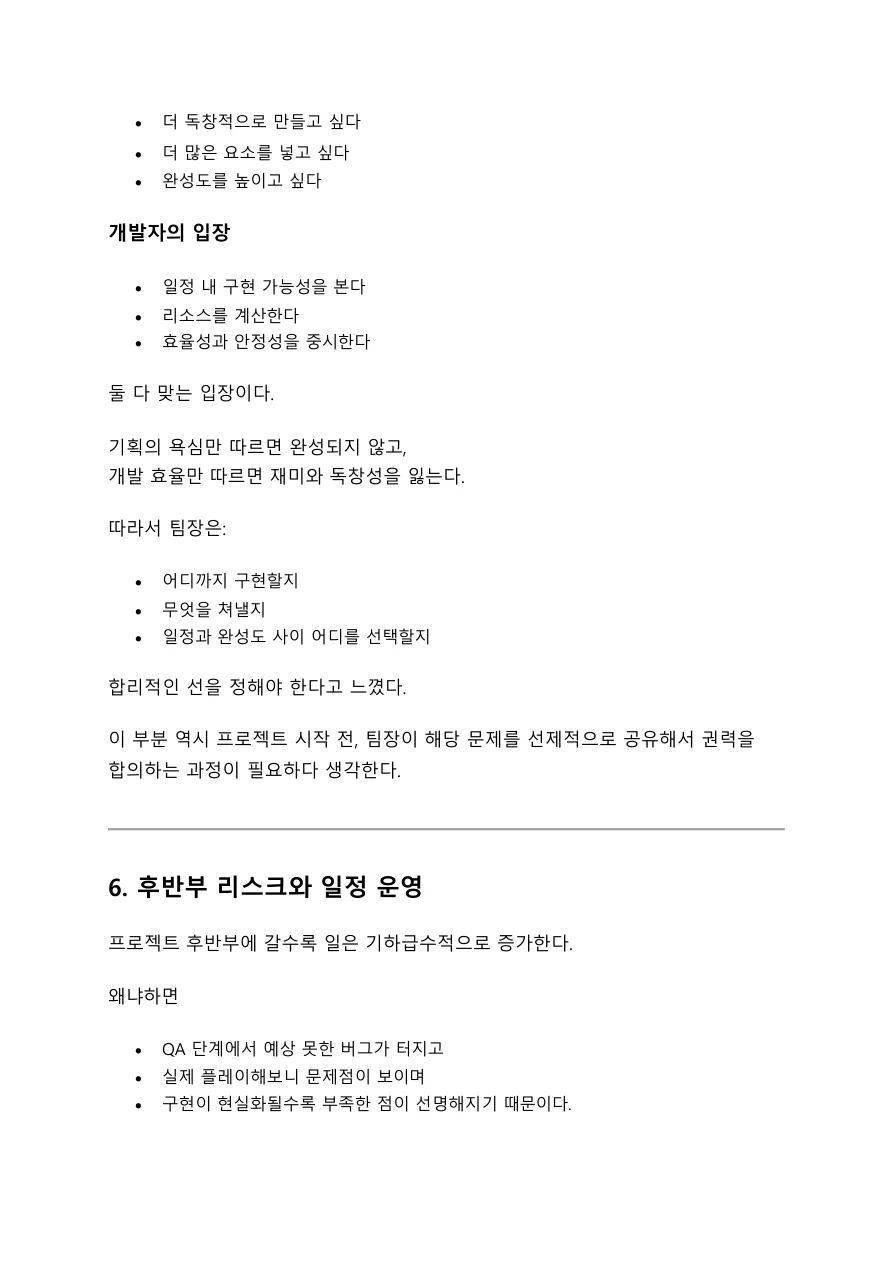 • 더 독창적으로 만들고 싶다
• 더 많은 요소를 넣고 싶다
• 완성도를 높이고 싶다
개발자의 입장
• 일정 내 구현 가능성을 본다
• 리소스를 계산한다
• 효율성과 안정성을 중시한다
둘 다 맞는 입장이다.
기획의 욕심만 따르면 완성되지 않고,
개발 효율만 따르면 재미와 독창성을 잃는다.
따라서 팀장은:
• 어디까지 구현할지
• 무엇을 쳐낼지
• 일정과 완성도 사이 어디를 선택할지
합리적인 선을 정해야 한다고 느꼈다.
이 부분 역시 프로젝트 시작 전, 팀장이 해당 문제를 선제적으로 공유해서 권력을
합의하는 과정이 필요하다 생각한다.
6. 후반부 리스크와 일정 운영
프로젝트 후반부에 갈수록 일은 기하급수적으로 증가한다.
왜냐하면
• QA 단계에서 예상 못한 버그가 터지고
• 실제 플레이해보니 문제점이 보이며
• 구현이 현실화될수록 부족한 점이 선명해지기 때문이다.